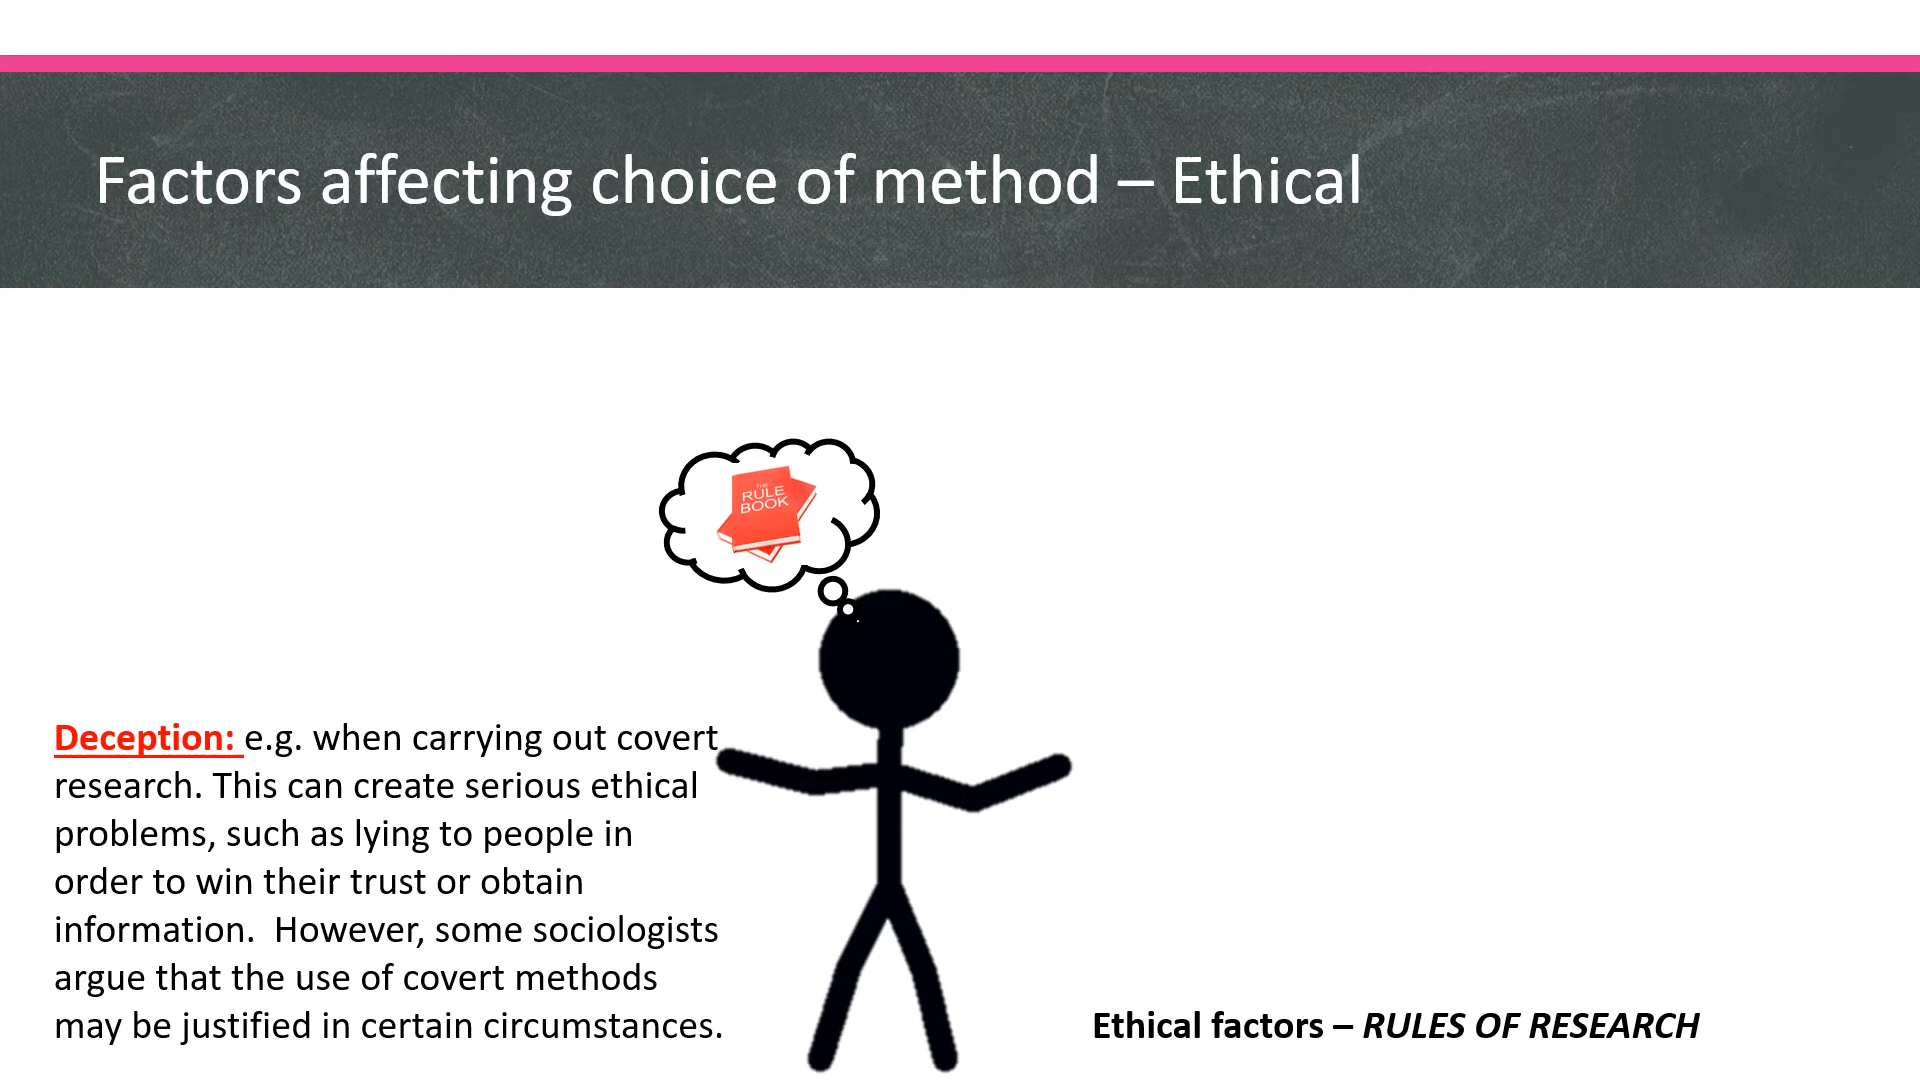 Factors affecting choice of method – Ethical
THE
RULE
BOOK
Deception: e.g. when carrying out covert
research. This can create serious ethical
problems, such as lying to people in
order to win their trust or obtain
information.  However, some sociologists
argue that the use of covert methods
may be justified in certain circumstances.
Ethical factors – RULES OF RESEARCH